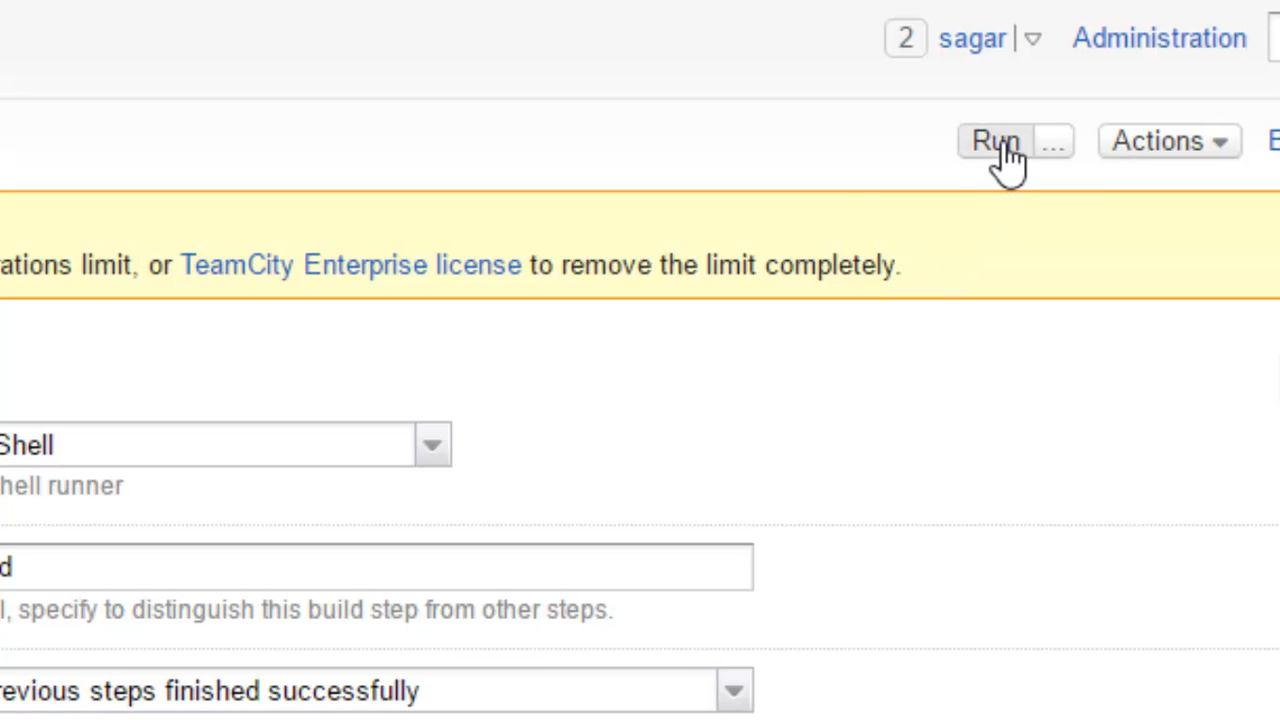 2 sagar Administration
Run ... Actions
ations limit, or TeamCity Enterprise license to remove the limit completely.
Shell
hell runner
d
l, specify to distinguish this build step from other steps.
revious steps finished successfully